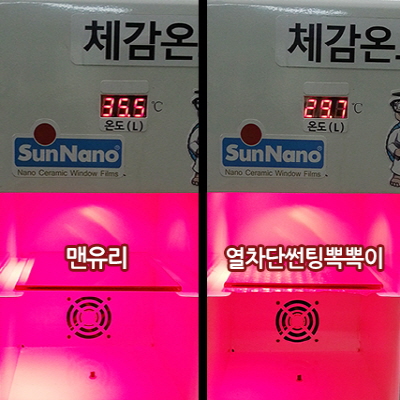 체감온
35.5 ℃
온도(L)
SunNano®
Nano Ceramic Window Films
맨유리
체감온
29.7 ℃
온도(L)
SunNano®
Nano Ceramic Window Films
열차단썬팅뽁뽁이